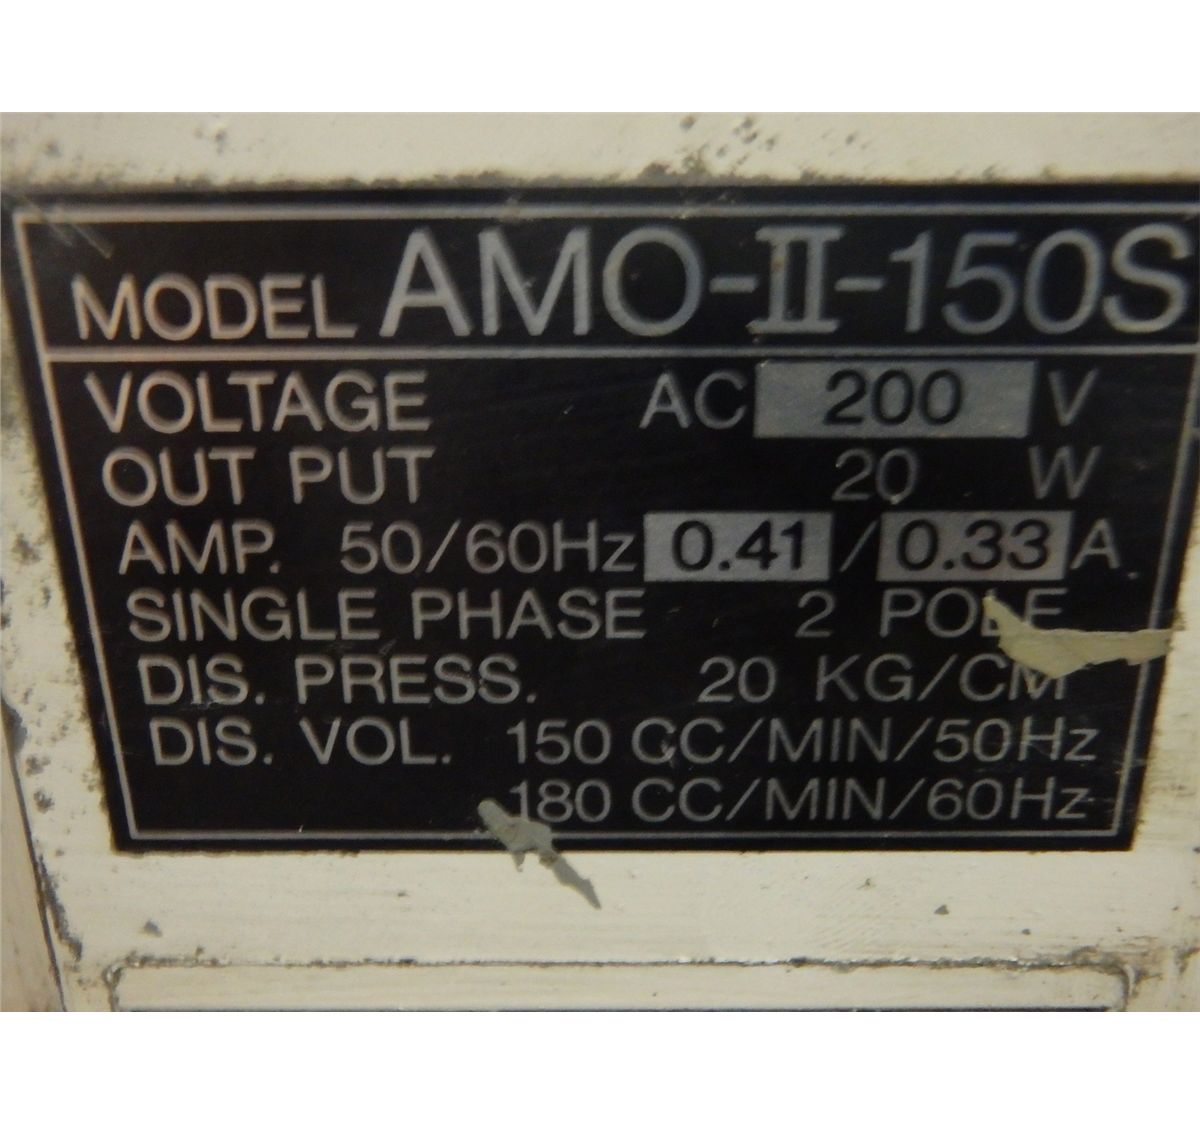 MODEL AMO-II-150S
VOLTAGE AC 200 V
OUT PUT 20 W
AMP. 50/60Hz 0.41 / 0.33 A
SINGLE PHASE 2 POLE
DIS. PRESS. 20 KG/CM
DIS. VOL. 150 CC/MIN/50Hz
180 CC/MIN/60Hz